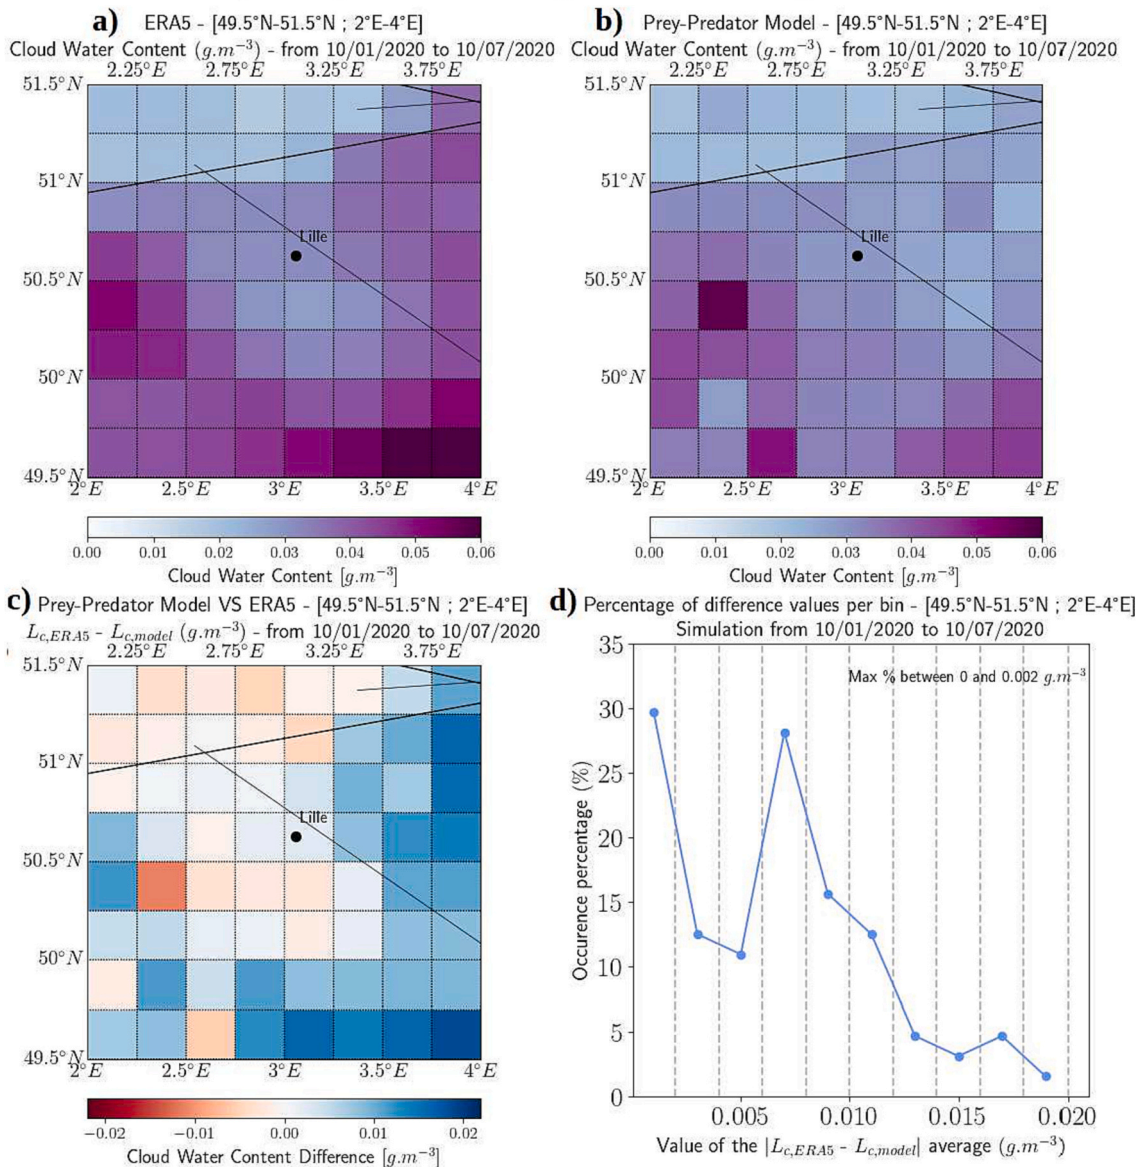 a) ERA5 - [49.5°N-51.5°N ; 2°E-4°E]
Cloud Water Content (g.m⁻³) - from 10/01/2020 to 10/07/2020
2.25°E 2.75°E 3.25°E 3.75°E
51.5°N
51°N
Lille
50.5°N
50°N
49.5°N
2°E 2.5°E 3°E 3.5°E 4°E
0.00 0.01 0.02 0.03 0.04 0.05 0.06
Cloud Water Content [g.m⁻³]
b) Prey-Predator Model - [49.5°N-51.5°N ; 2°E-4°E]
Cloud Water Content (g.m⁻³) - from 10/01/2020 to 10/07/2020
2.25°E 2.75°E 3.25°E 3.75°E
51.5°N
51°N
Lille
50.5°N
50°N
49.5°N
2°E 2.5°E 3°E 3.5°E 4°E
0.00 0.01 0.02 0.03 0.04 0.05 0.06
Cloud Water Content [g.m⁻³]
c) Prey-Predator Model VS ERA5 - [49.5°N-51.5°N ; 2°E-4°E]
L_c,ERA5 - L_c,model (g.m⁻³) - from 10/01/2020 to 10/07/2020
2.25°E 2.75°E 3.25°E 3.75°E
51.5°N
51°N
Lille
50.5°N
50°N
49.5°N
2°E 2.5°E 3°E 3.5°E 4°E
−0.02 −0.01 0.00 0.01 0.02
Cloud Water Content Difference [g.m⁻³]
d) Percentage of difference values per bin - [49.5°N-51.5°N ; 2°E-4°E]
Simulation from 10/01/2020 to 10/07/2020
Max % between 0 and 0.002 g.m⁻³
35
30
25
20
15
10
5
0
Occurence percentage (%)
0.005 0.010 0.015 0.020
Value of the |L_c,ERA5 - L_c,model| average (g.m⁻³)